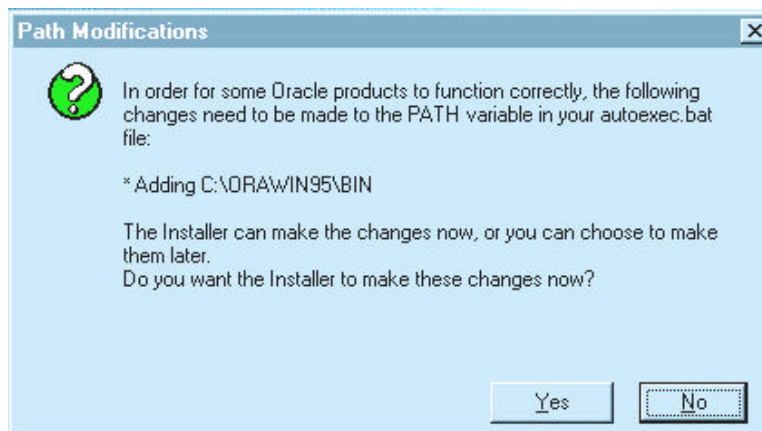 Path Modifications
In order for some Oracle products to function correctly, the following
changes need to be made to the PATH variable in your autoexec.bat
file:
* Adding C:\ORAWIN95\BIN
The Installer can make the changes now, or you can choose to make
them later.
Do you want the Installer to make these changes now?
Yes
No